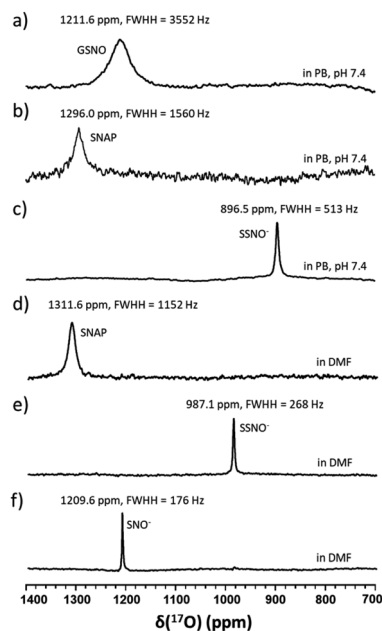 a)
1211.6 ppm, FWHH = 3552 Hz
GSNO
in PB, pH 7.4
b)
1296.0 ppm, FWHH = 1560 Hz
SNAP
in PB, pH 7.4
c)
896.5 ppm, FWHH = 513 Hz
SSNO⁻
in PB, pH 7.4
d)
1311.6 ppm, FWHH = 1152 Hz
SNAP
in DMF
e)
987.1 ppm, FWHH = 268 Hz
SSNO⁻
in DMF
f)
1209.6 ppm, FWHH = 176 Hz
SNO⁻
in DMF
1400 1300 1200 1100 1000 900 800 700
δ(¹⁷O) (ppm)